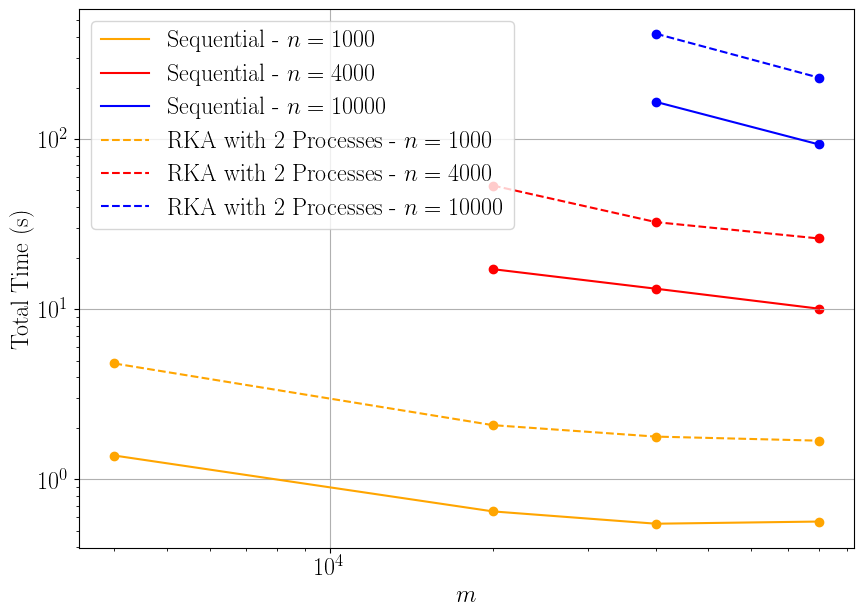 Sequential - n = 1000
Sequential - n = 4000
Sequential - n = 10000
RKA with 2 Processes - n = 1000
RKA with 2 Processes - n = 4000
RKA with 2 Processes - n = 10000
Total Time (s)
10²
10¹
10⁰
10⁴
m